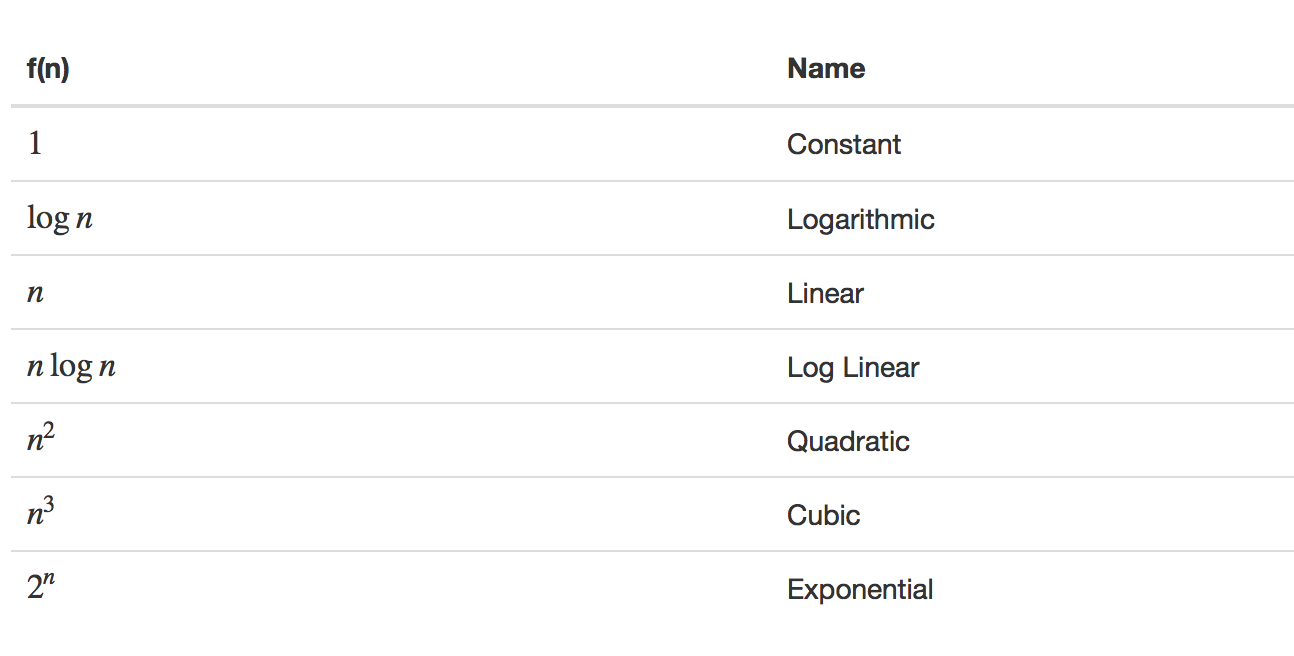 f(n) Name
1 Constant
log n Logarithmic
n Linear
n log n Log Linear
n² Quadratic
n³ Cubic
2ⁿ Exponential